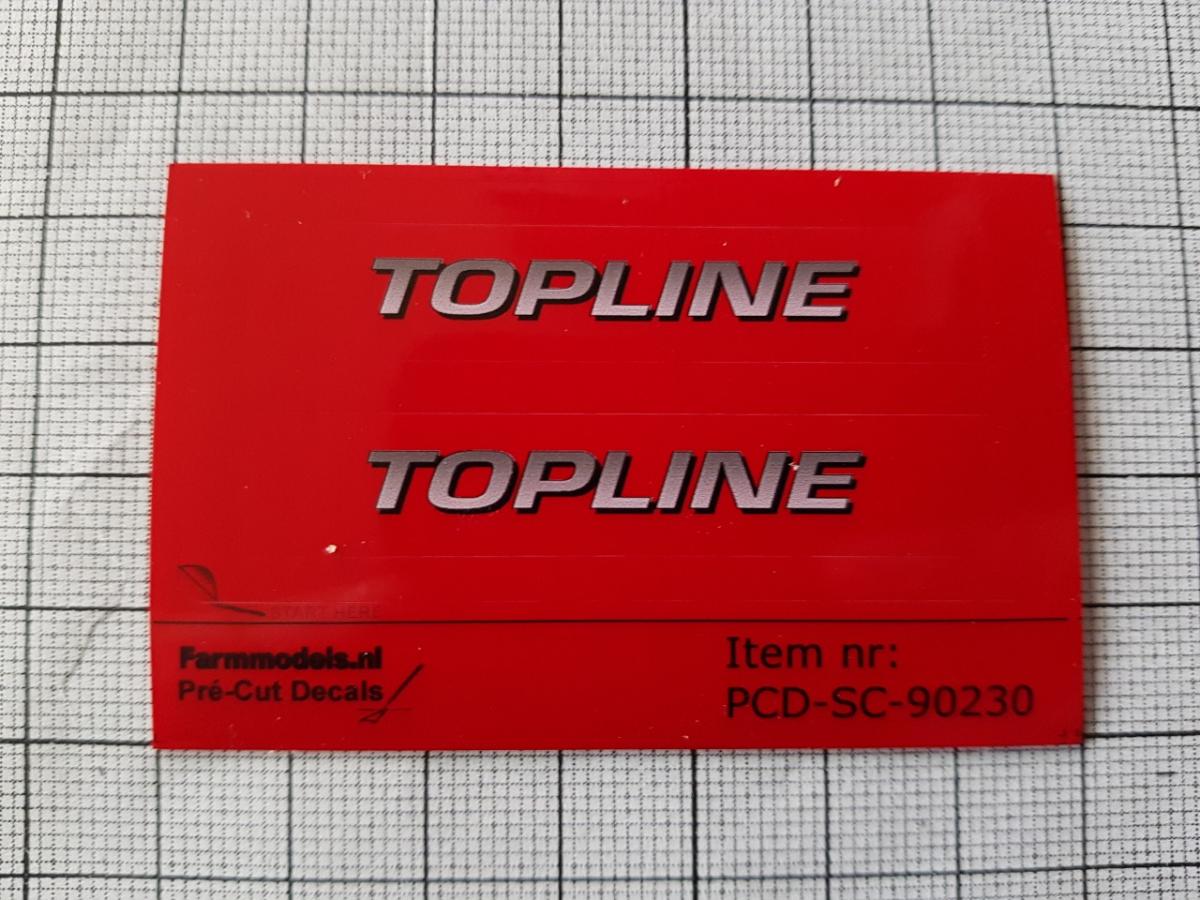 TOPLINE
TOPLINE
START HERE
Farmmodels.nl
Pré-Cut Decals
Item nr:
PCD-SC-90230